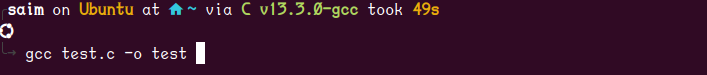 saim on Ubuntu at ~ via C v13.3.0-gcc took 49s
gcc test.c -o test